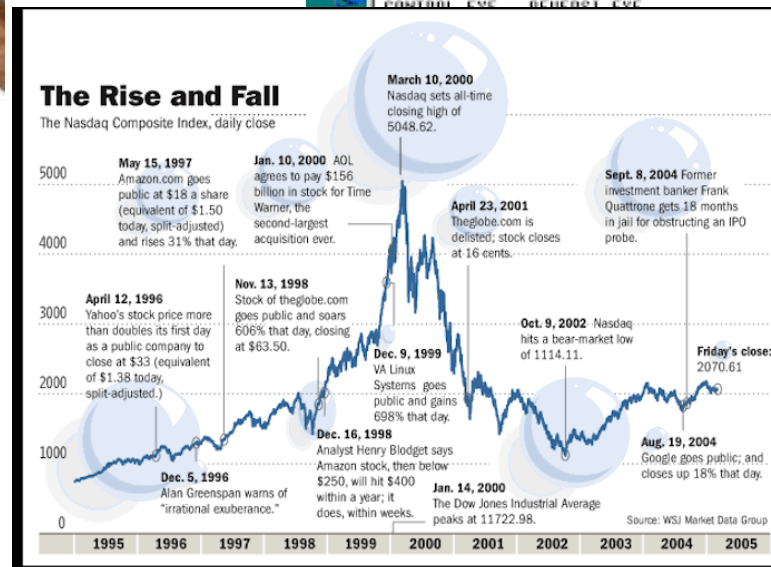 CONTROL.EXE
The Rise and Fall
The Nasdaq Composite Index, daily close
March 10, 2000
Nasdaq sets all-time
closing high of
5048.62.
May 15, 1997
Amazon.com goes
public at $18 a share
(equivalent of $1.50
today, split-adjusted)
and rises 31% that day.
Jan. 10, 2000 AOL
agrees to pay $156
billion in stock for Time
Warner, the
second-largest
acquisition ever.
Sept. 8, 2004 Former
investment banker Frank
Quattrone gets 18 months
in jail for obstructing an IPO
probe.
April 23, 2001
Theglobe.com is
delisted; stock closes
at 16 cents.
April 12, 1996
Yahoo's stock price more
than doubles its first day
as a public company to
close at $33 (equivalent
of $1.38 today,
split-adjusted.)
Nov. 13, 1998
Stock of theglobe.com
goes public and soars
606% that day, closing
at $63.50.
Oct. 9, 2002 Nasdaq
hits a bear-market low
of 1114.11.
Friday's close:
2070.61
Dec. 9, 1999
VA Linux
Systems goes
public and gains
698% that day.
Dec. 5, 1996
Alan Greenspan warns of
"irrational exuberance."
Dec. 16, 1998
Analyst Henry Blodget says
Amazon stock, then below
$250, will hit $400
within a year; it
does, within weeks.
Aug. 19, 2004
Google goes public; and
closes up 18% that day.
Jan. 14, 2000
The Dow Jones Industrial Average
peaks at 11722.98.
Source: WSJ Market Data Group
5000
4000
3000
2000
1000
0
1995 1996 1997 1998 1999 2000 2001 2002 2003 2004 2005